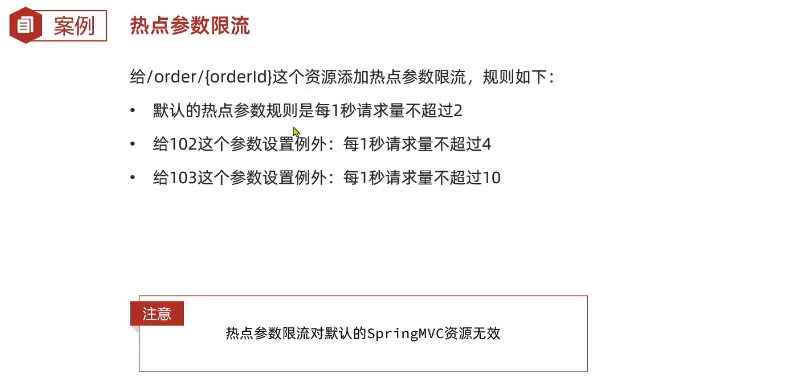 案例
热点参数限流
给/order/{orderId}这个资源添加热点参数限流，规则如下：
• 默认的热点参数规则是每1秒请求量不超过2
• 给102这个参数设置例外：每1秒请求量不超过4
• 给103这个参数设置例外：每1秒请求量不超过10
注意
热点参数限流对默认的SpringMVC资源无效